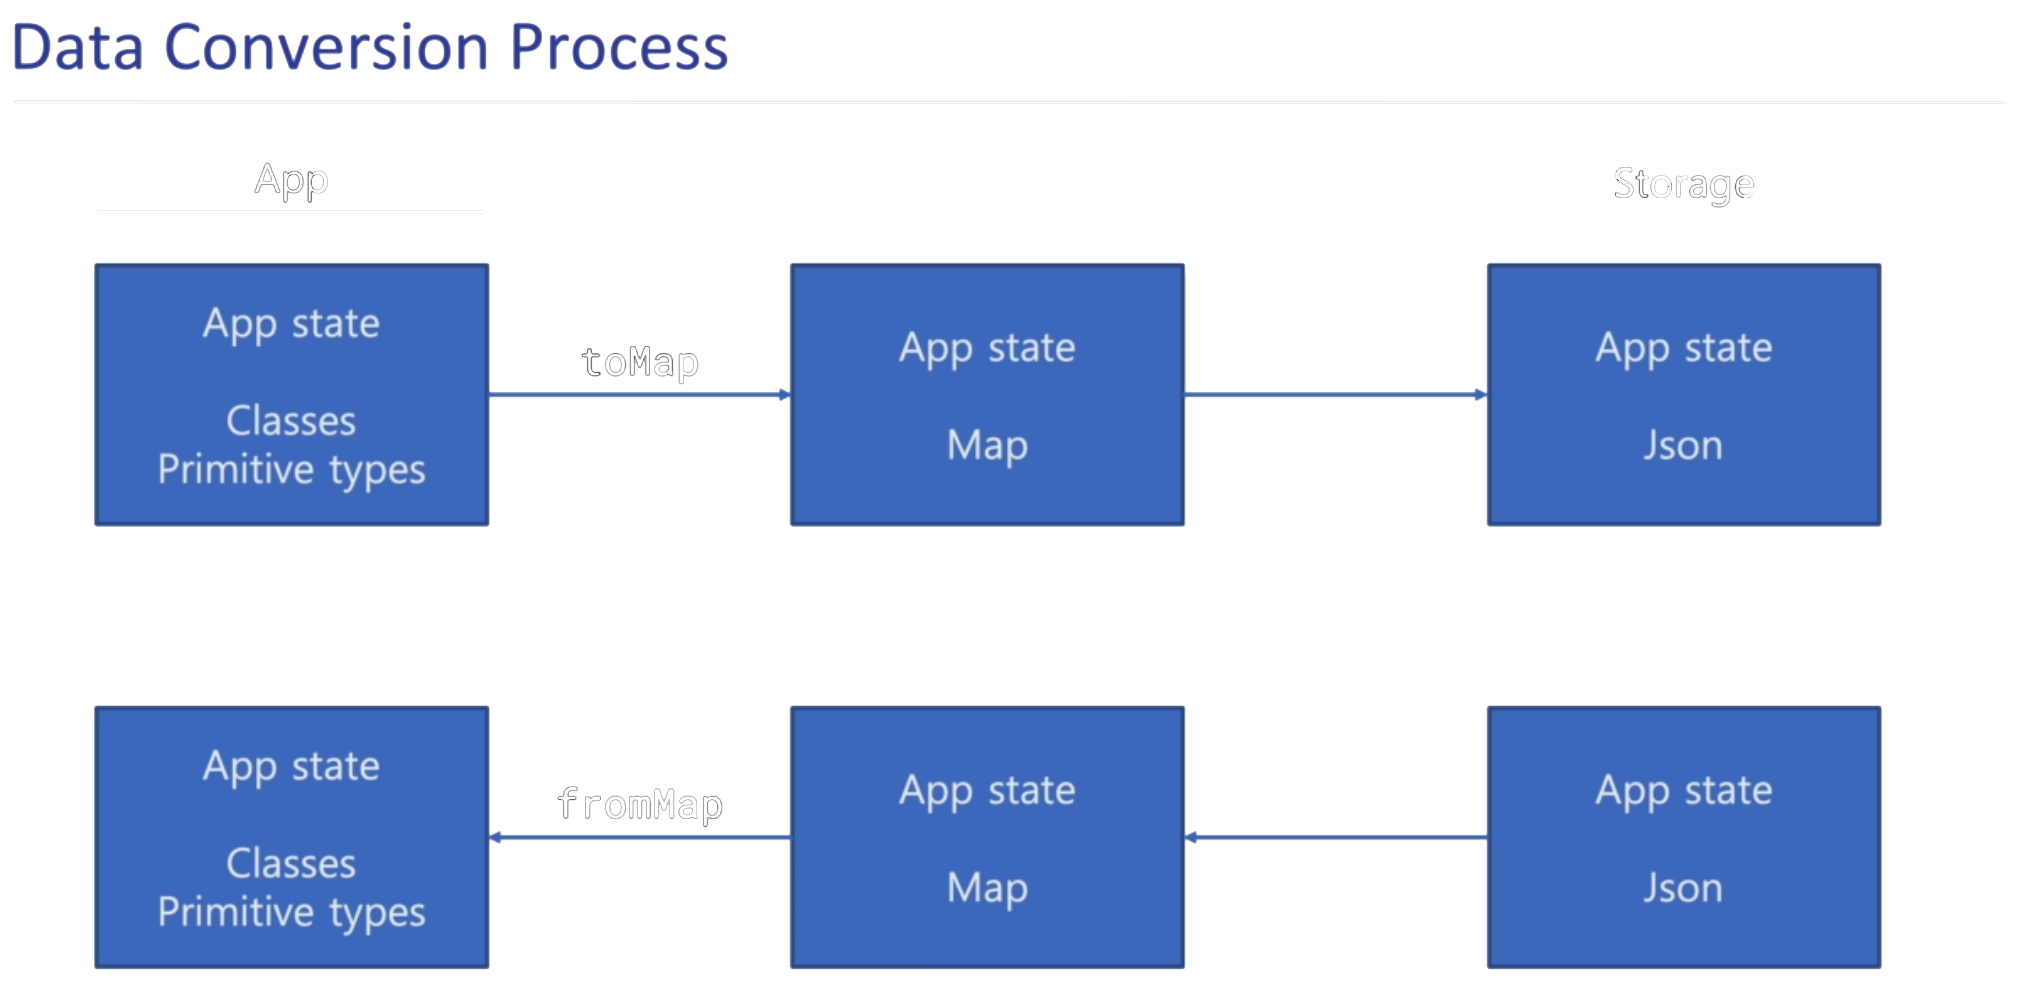 Data Conversion Process
App
Storage
App state
Classes
Primitive types
toMap
App state
Map
App state
Json
App state
Classes
Primitive types
fromMap
App state
Map
App state
Json